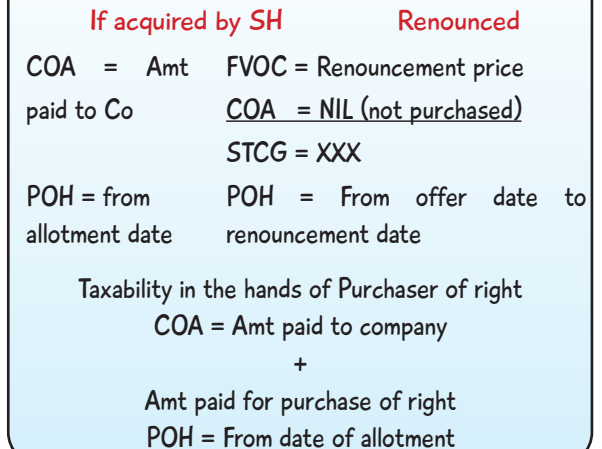 If acquired by SH Renounced
COA = Amt FVOC = Renouncement price
paid to Co COA = NIL (not purchased)
STCG = XXX
POH = from POH = From offer date to
allotment date renouncement date
Taxability in the hands of Purchaser of right
COA = Amt paid to company
+
Amt paid for purchase of right
POH = From date of allotment